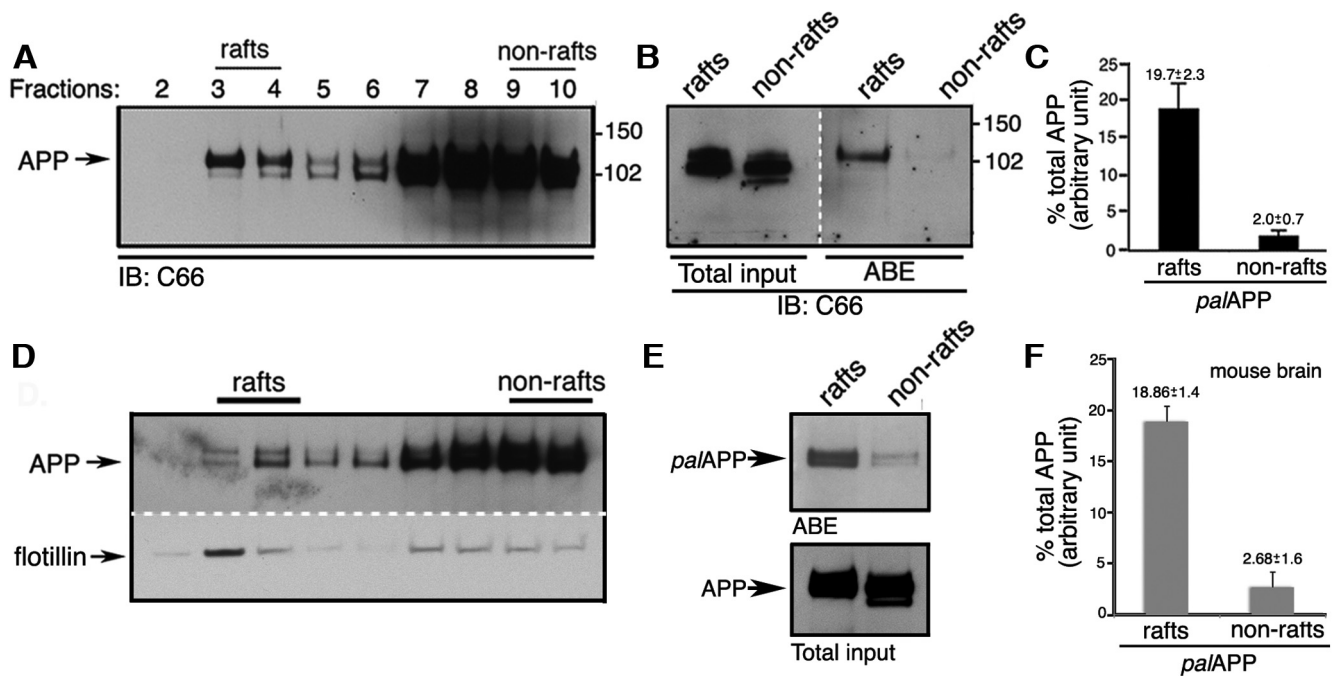 A
rafts
non-rafts
Fractions: 2 3 4 5 6 7 8 9 10
APP
150
102
IB: C66
B
rafts
non-rafts
rafts
non-rafts
150
102
Total input
ABE
IB: C66
C
% total APP
(arbitrary unit)
25
20
15
10
5
0
19.7±2.3
2.0±0.7
rafts
non-rafts
palAPP
D
D.
rafts
non-rafts
APP
flotillin
E
rafts
non-rafts
palAPP
ABE
APP
Total input
F
mouse brain
% total APP
(arbitrary unit)
25
20
15
10
5
0
18.86±1.4
2.68±1.6
rafts
non-rafts
palAPP